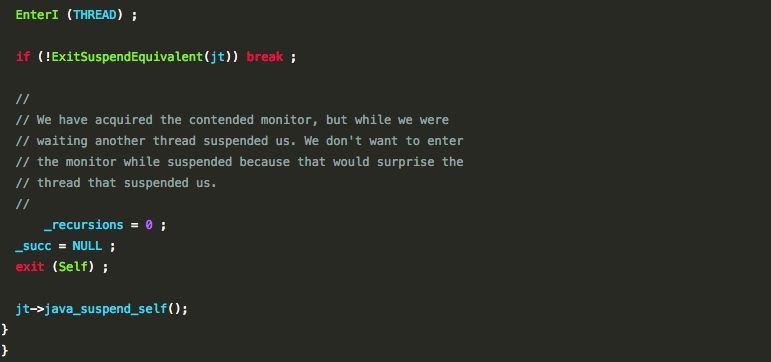 EnterI (THREAD) ;
if (!ExitSuspendEquivalent(jt)) break ;
//
// We have acquired the contended monitor, but while we were
// waiting another thread suspended us. We don't want to enter
// the monitor while suspended because that would surprise the
// thread that suspended us.
//
_recursions = 0 ;
_succ = NULL ;
exit (Self) ;
jt->java_suspend_self();
}
}